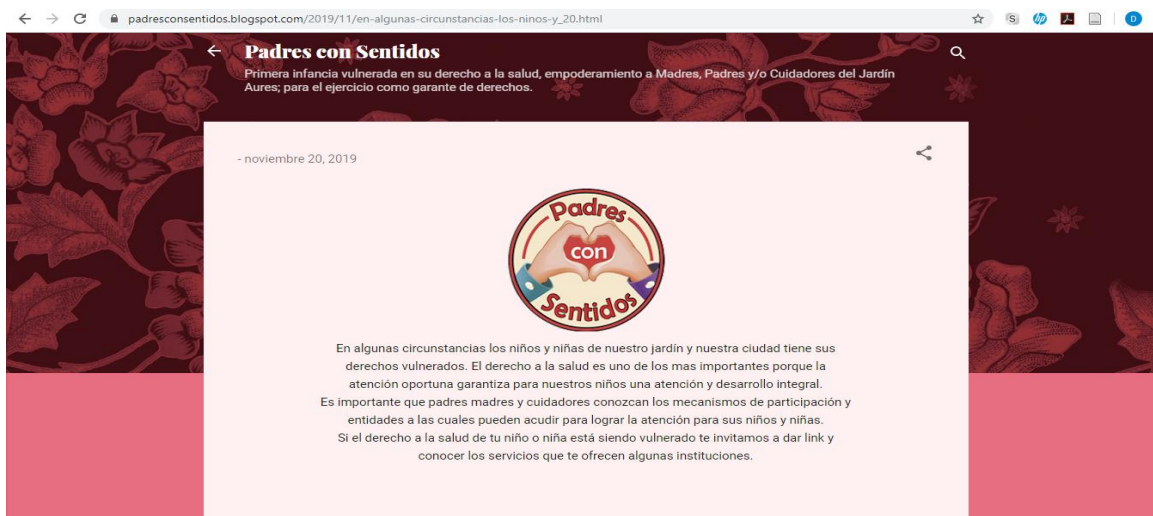 padresconsentidos.blogspot.com/2019/11/en-algunas-circunstancias-los-ninos-y_20.html
Padres con Sentidos
Primera infancia vulnerada en su derecho a la salud, empoderamiento a Madres, Padres y/o Cuidadores del Jardín
Aures; para el ejercicio como garante de derechos.
- noviembre 20, 2019
Padres
con
Sentidos
En algunas circunstancias los niños y niñas de nuestro jardín y nuestra ciudad tiene sus
derechos vulnerados. El derecho a la salud es uno de los mas importantes porque la
atención oportuna garantiza para nuestros niños una atención y desarrollo integral.
Es importante que padres madres y cuidadores conozcan los mecanismos de participación y
entidades a las cuales pueden acudir para lograr la atención para sus niños y niñas.
Si el derecho a la salud de tu niño o niña está siendo vulnerado te invitamos a dar link y
conocer los servicios que te ofrecen algunas instituciones.